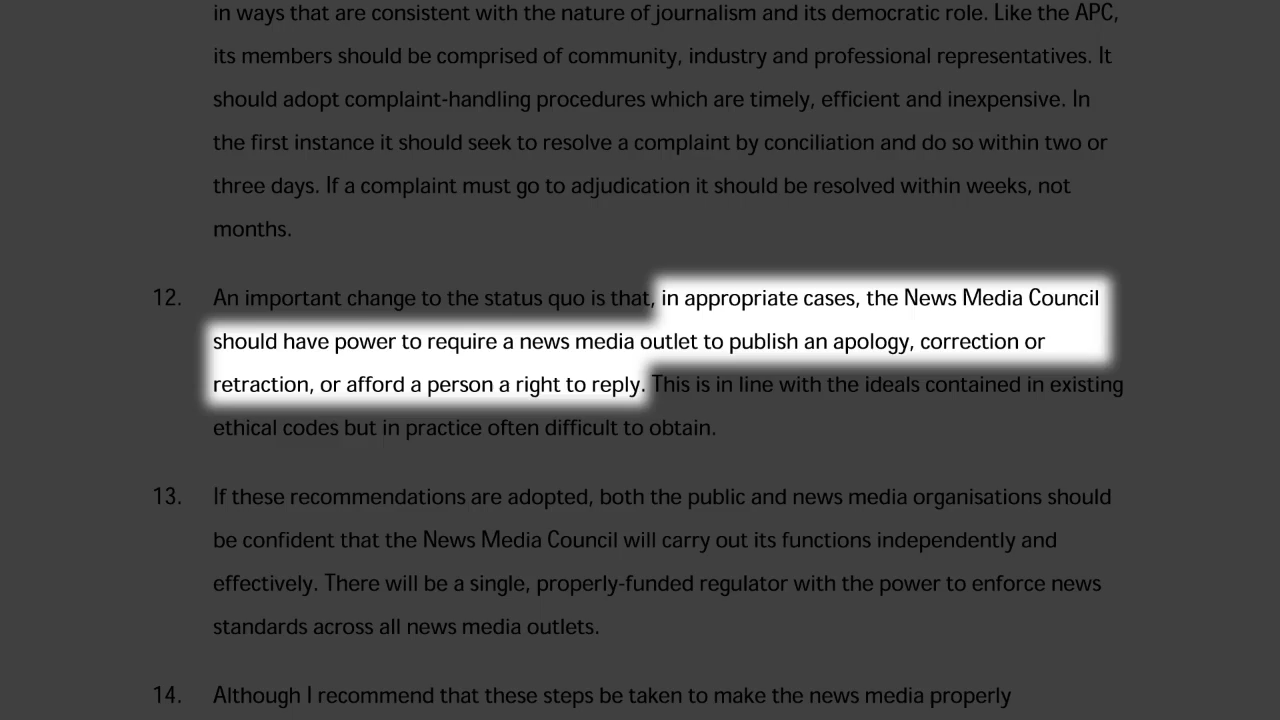 in ways that are consistent with the nature of journalism and its democratic role. Like the APC,
its members should be comprised of community, industry and professional representatives. It
should adopt complaint-handling procedures which are timely, efficient and inexpensive. In
the first instance it should seek to resolve a complaint by conciliation and do so within two or
three days. If a complaint must go to adjudication it should be resolved within weeks, not
months.
12. An important change to the status quo is that, in appropriate cases, the News Media Council
should have power to require a news media outlet to publish an apology, correction or
retraction, or afford a person a right to reply. This is in line with the ideals contained in existing
ethical codes but in practice often difficult to obtain.
13. If these recommendations are adopted, both the public and news media organisations should
be confident that the News Media Council will carry out its functions independently and
effectively. There will be a single, properly-funded regulator with the power to enforce news
standards across all news media outlets.
14. Although I recommend that these steps be taken to make the news media properly